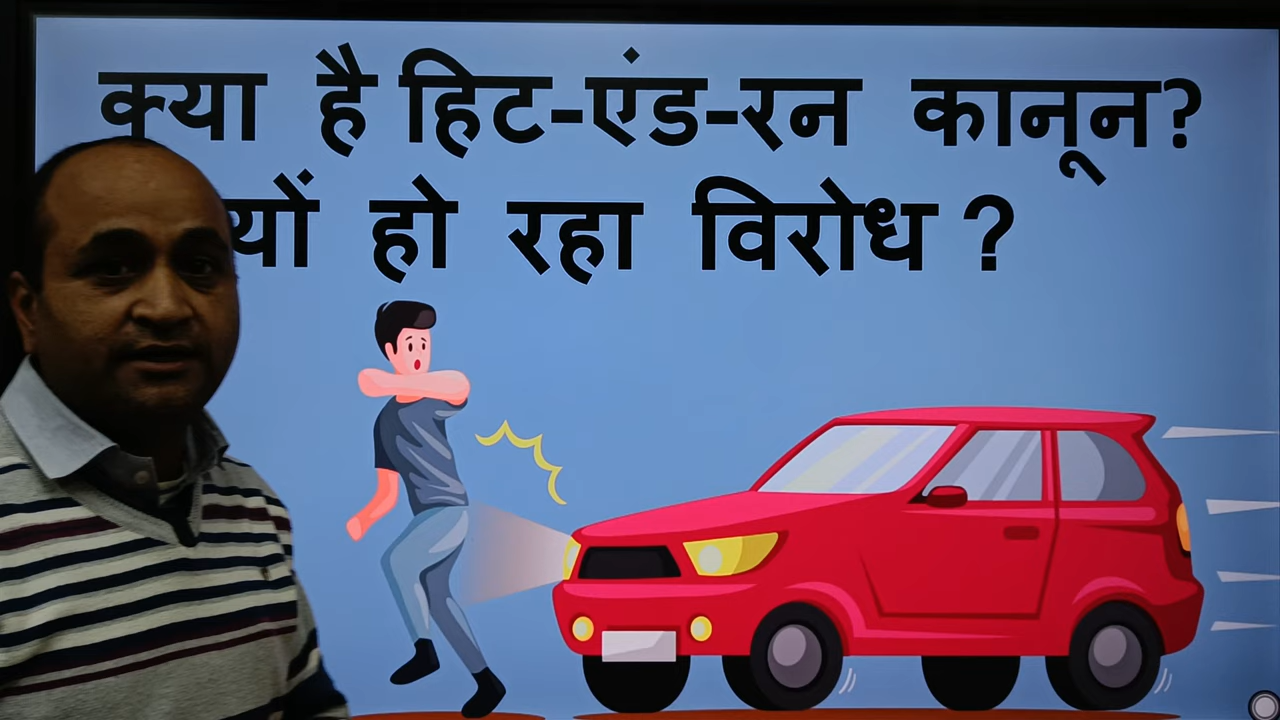 क्या है हिट-एंड-रन कानून?
हो रहा विरोध ?